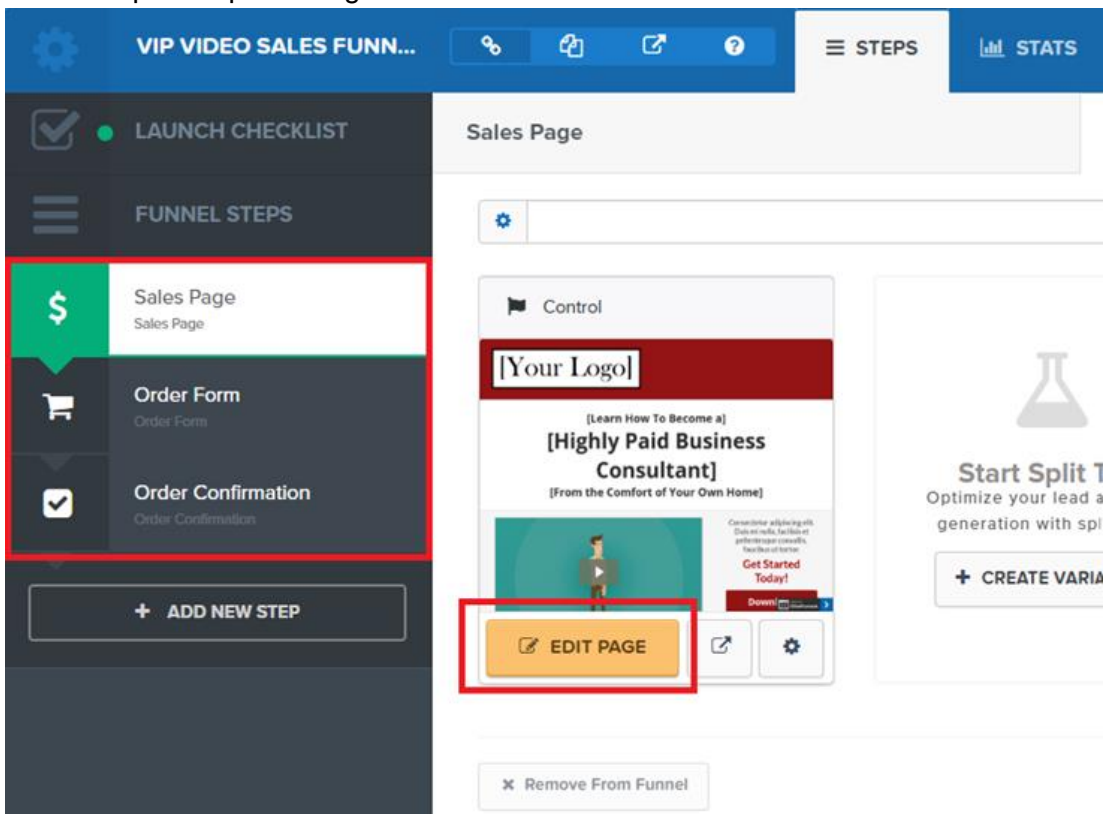 VIP VIDEO SALES FUNN...
STEPS
STATS
LAUNCH CHECKLIST
Sales Page
FUNNEL STEPS
Sales Page
Sales Page
Order Form
Order Form
Order Confirmation
Order Confirmation
+ ADD NEW STEP
Control
[Your Logo]
[Learn How To Become a]
[Highly Paid Business
Consultant]
[From the Comfort of Your Own Home]
Get Started
Today!
EDIT PAGE
Start Split T
Optimize your lead a
generation with spl
+ CREATE VARIA
× Remove From Funnel